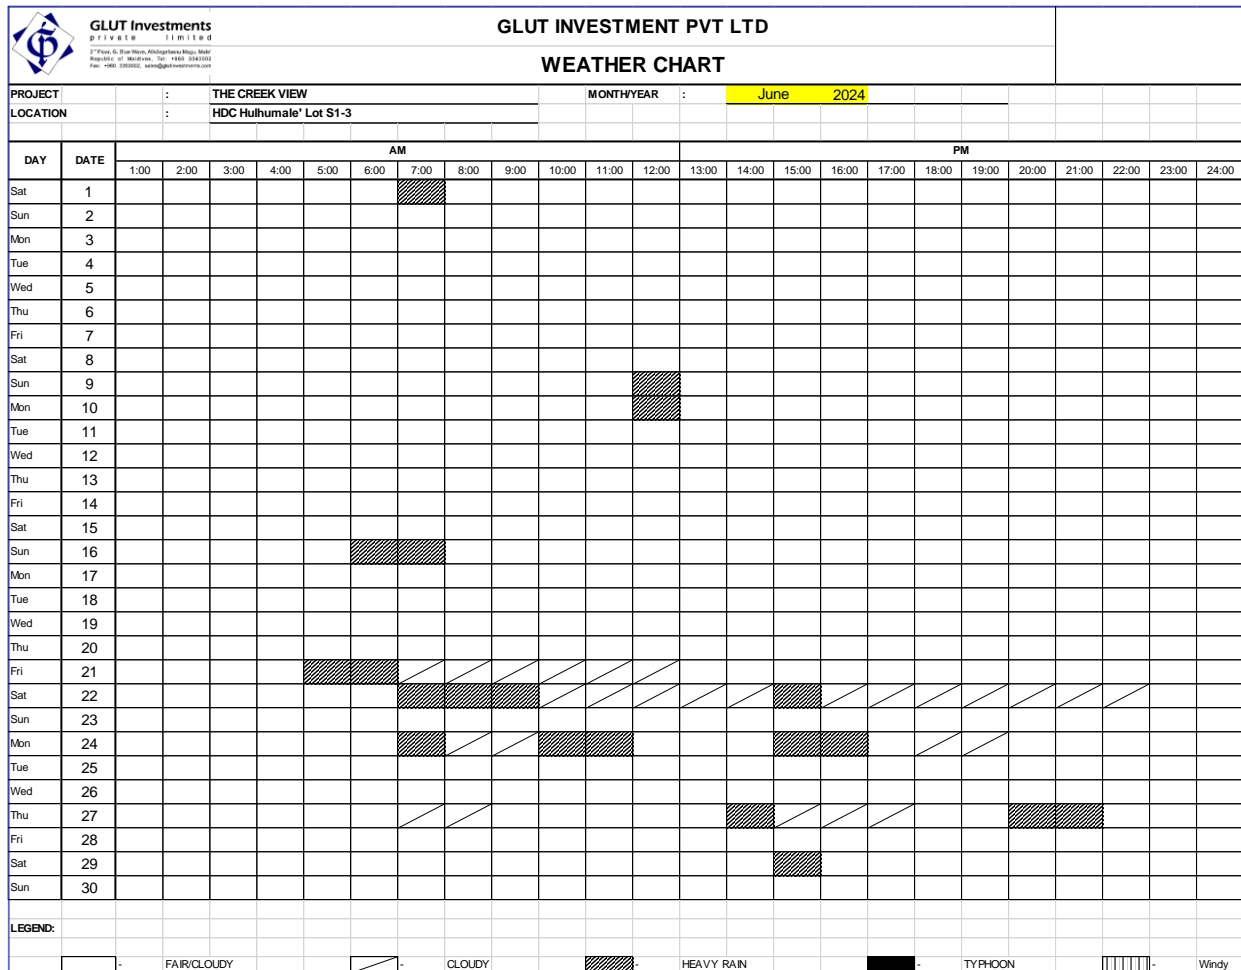 GLUT Investments
private limited
GLUT INVESTMENT PVT LTD
WEATHER CHART
PROJECT : THE CREEK VIEW MONTH/YEAR : June 2024
LOCATION : HDC Hulhumale' Lot S1-3
DAY DATE AM PM
1:00 2:00 3:00 4:00 5:00 6:00 7:00 8:00 9:00 10:00 11:00 12:00 13:00 14:00 15:00 16:00 17:00 18:00 19:00 20:00 21:00 22:00 23:00 24:00
Sat 1
Sun 2
Mon 3
Tue 4
Wed 5
Thu 6
Fri 7
Sat 8
Sun 9
Mon 10
Tue 11
Wed 12
Thu 13
Fri 14
Sat 15
Sun 16
Mon 17
Tue 18
Wed 19
Thu 20
Fri 21
Sat 22
Sun 23
Mon 24
Tue 25
Wed 26
Thu 27
Fri 28
Sat 29
Sun 30
LEGEND:
- FAIR/CLOUDY - CLOUDY - HEAVY RAIN - TYPHOON - Windy